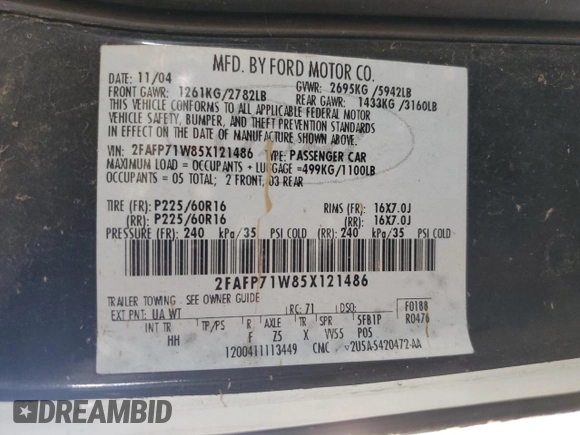 MFD. BY FORD MOTOR CO.
DATE: 11/04 GVWR: 2695KG /5942LB
FRONT GAWR: 1261KG/2782LB REAR GAWR: 1433KG/3160LB
THIS VEHICLE CONFORMS TO ALL APPLICABLE FEDERAL MOTOR
VEHICLE SAFETY, BUMPER, AND THEFT PREVENTION STANDARDS
IN EFFECT ON THE DATE OF MANUFACTURE SHOWN ABOVE.
VIN: 2FAFP71W85X121486 TYPE: PASSENGER CAR
MAXIMUM LOAD = OCCUPANTS + LUGGAGE =499KG/1100LB
OCCUPANTS = 05 TOTAL; 2 FRONT, 03 REAR
TIRE (FR): P225/60R16 RIMS (FR): 16X7.0J
(RR): P225/60R16 (RR): 16X7.0J
PRESSURE (FR): 240 kPa/35 PSI COLD (RR): 240 kPa/35 PSI COLD
2FAFP71W85X121486
TRAILER TOWING - SEE OWNER GUIDE
EXT PNT: UA WT RC: 71 DSO: F0188
INT TR TP/PS R AXLE TR SPR 5FB1P R0476
HH F Z5 X VV55 POS
1200411113449 CMC v2U5A-5420472-AA
DREAMBID.COM